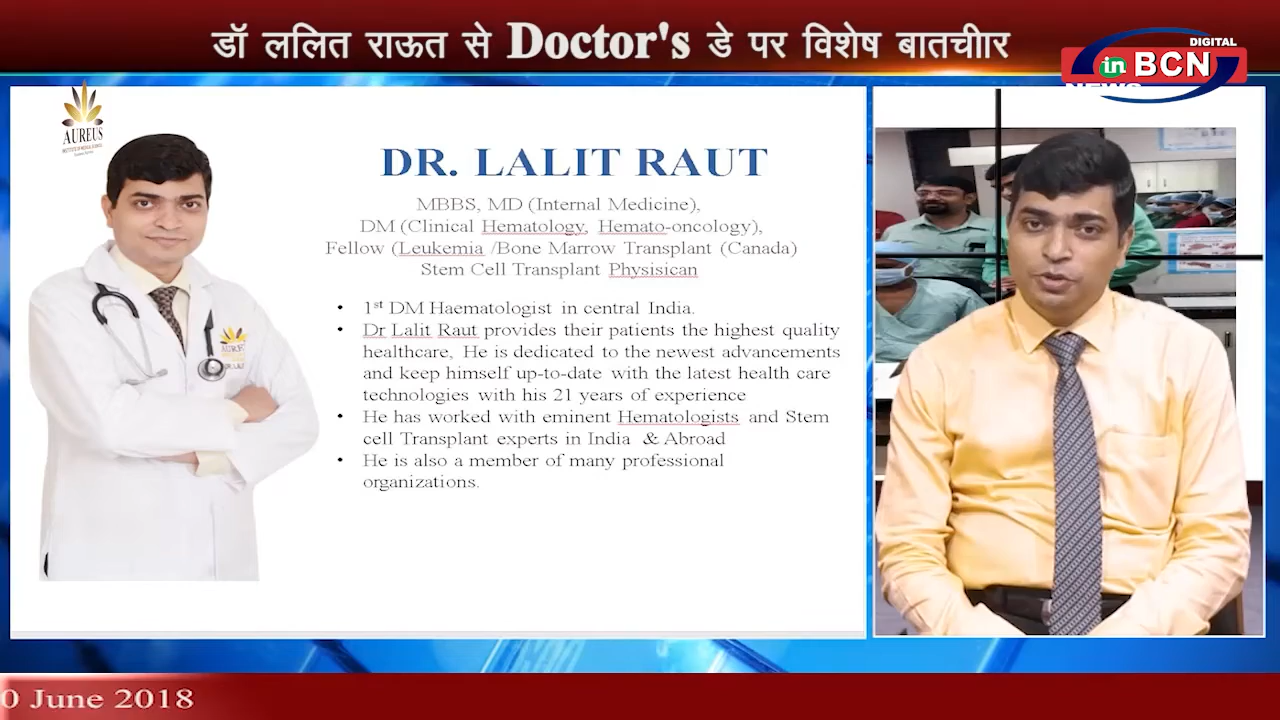 डॉ ललित राऊत से Doctor's डे पर विशेष बातचीार
DIGITAL
in BCN
NEWS
AUREUS
DR. LALIT RAUT
MBBS, MD (Internal Medicine),
DM (Clinical Hematology, Hemato-oncology),
Fellow (Leukemia /Bone Marrow Transplant (Canada)
Stem Cell Transplant Physisican
• 1st DM Haematologist in central India.
• Dr Lalit Raut provides their patients the highest quality
healthcare, He is dedicated to the newest advancements
and keep himself up-to-date with the latest health care
technologies with his 21 years of experience
• He has worked with eminent Hematologists and Stem
cell Transplant experts in India & Abroad
• He is also a member of many professional
organizations.
0 June 2018